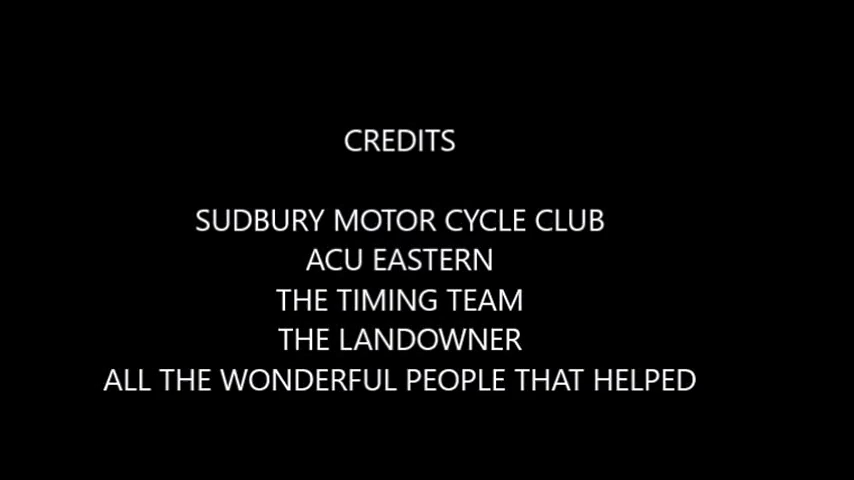 CREDITS
SUDBURY MOTOR CYCLE CLUB
ACU EASTERN
THE TIMING TEAM
THE LANDOWNER
ALL THE WONDERFUL PEOPLE THAT HELPED